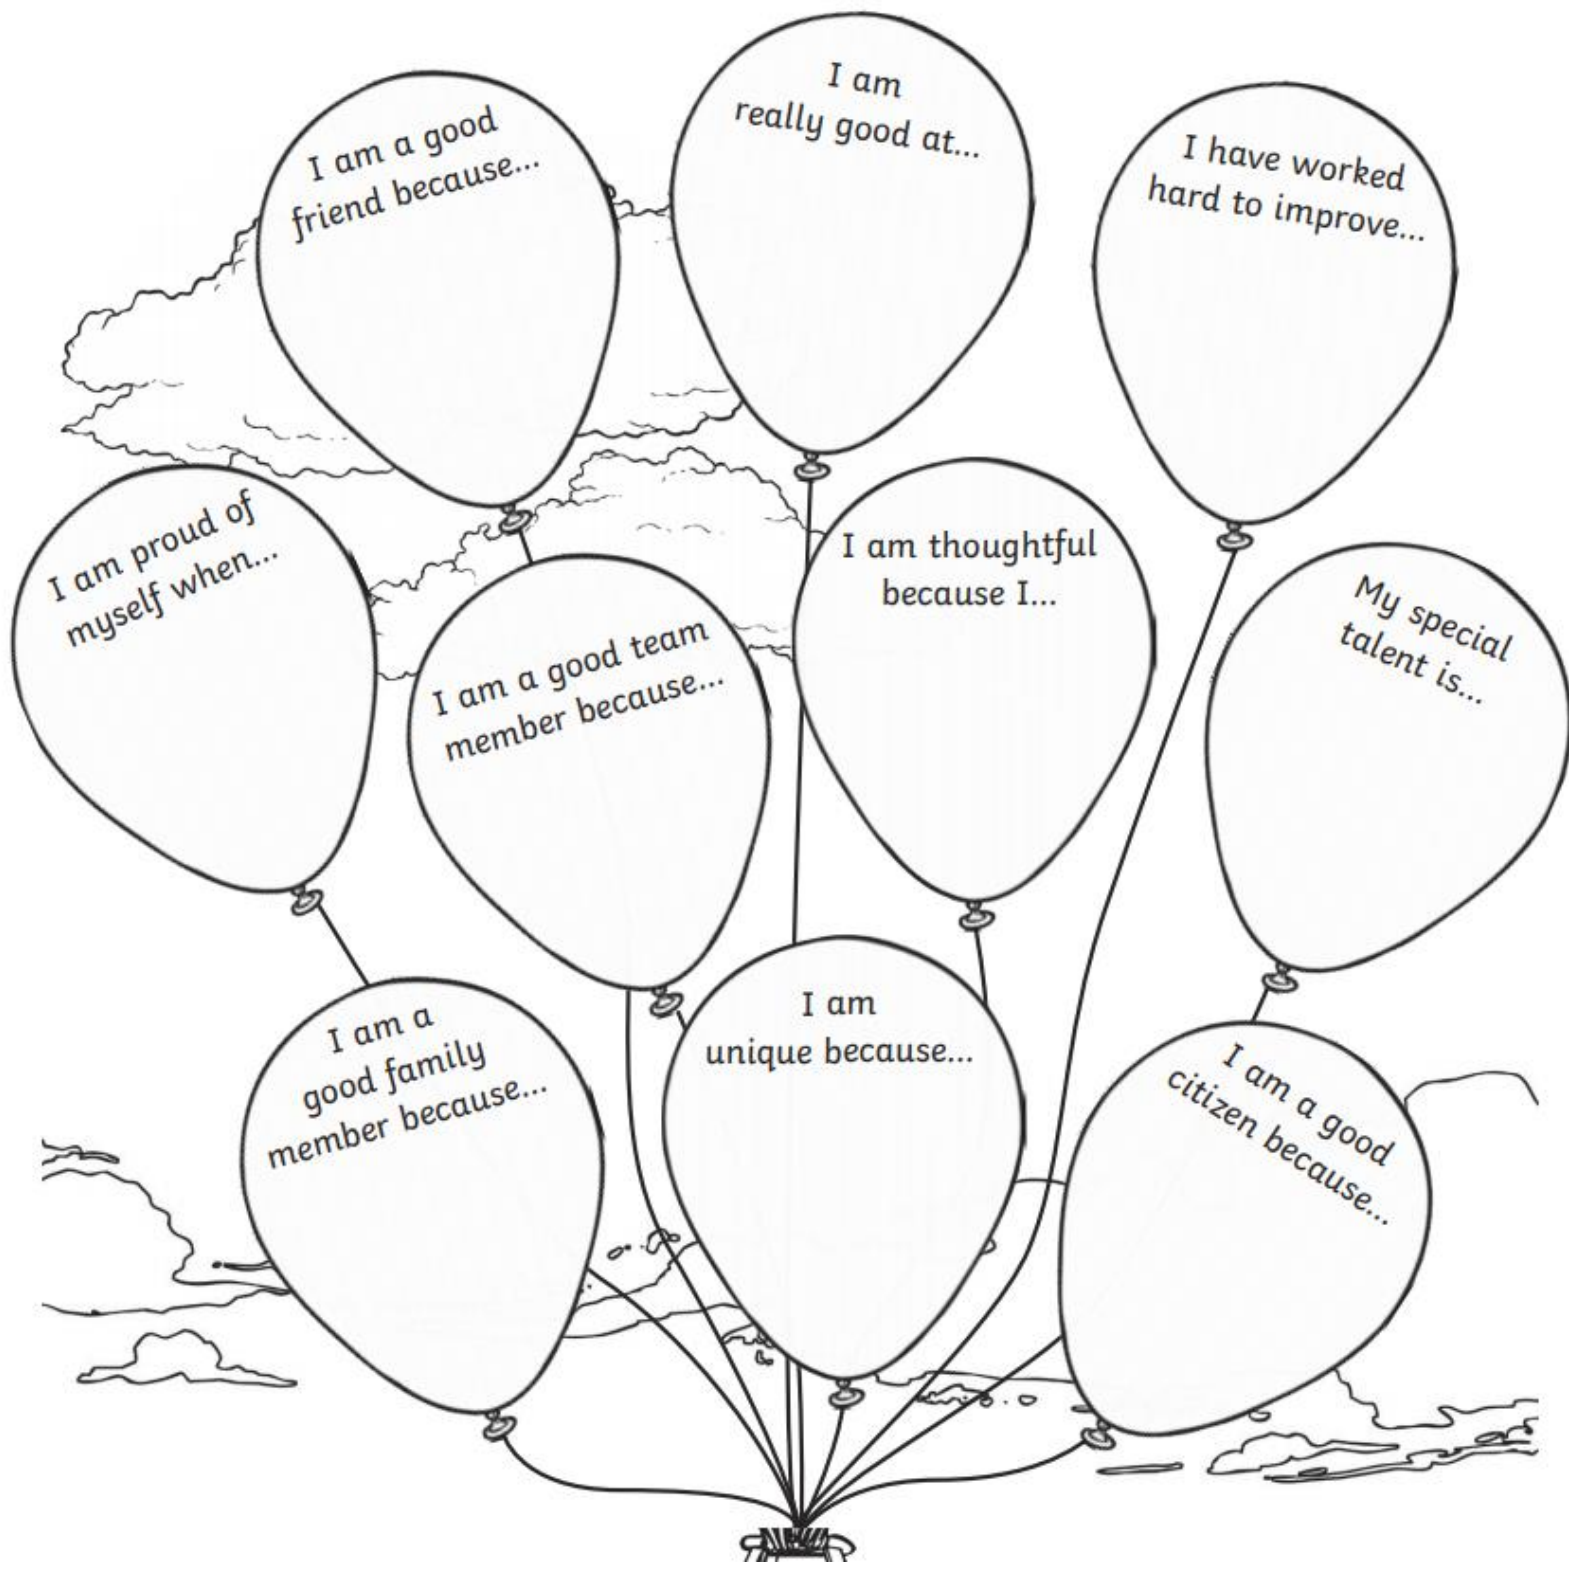 I am a good
friend because...
I am
really good at...
I have worked
hard to improve...
I am proud of
myself when...
I am a good team
member because...
I am thoughtful
because I...
My special
talent is...
I am a
good family
member because...
I am
unique because...
I am a good
citizen because...